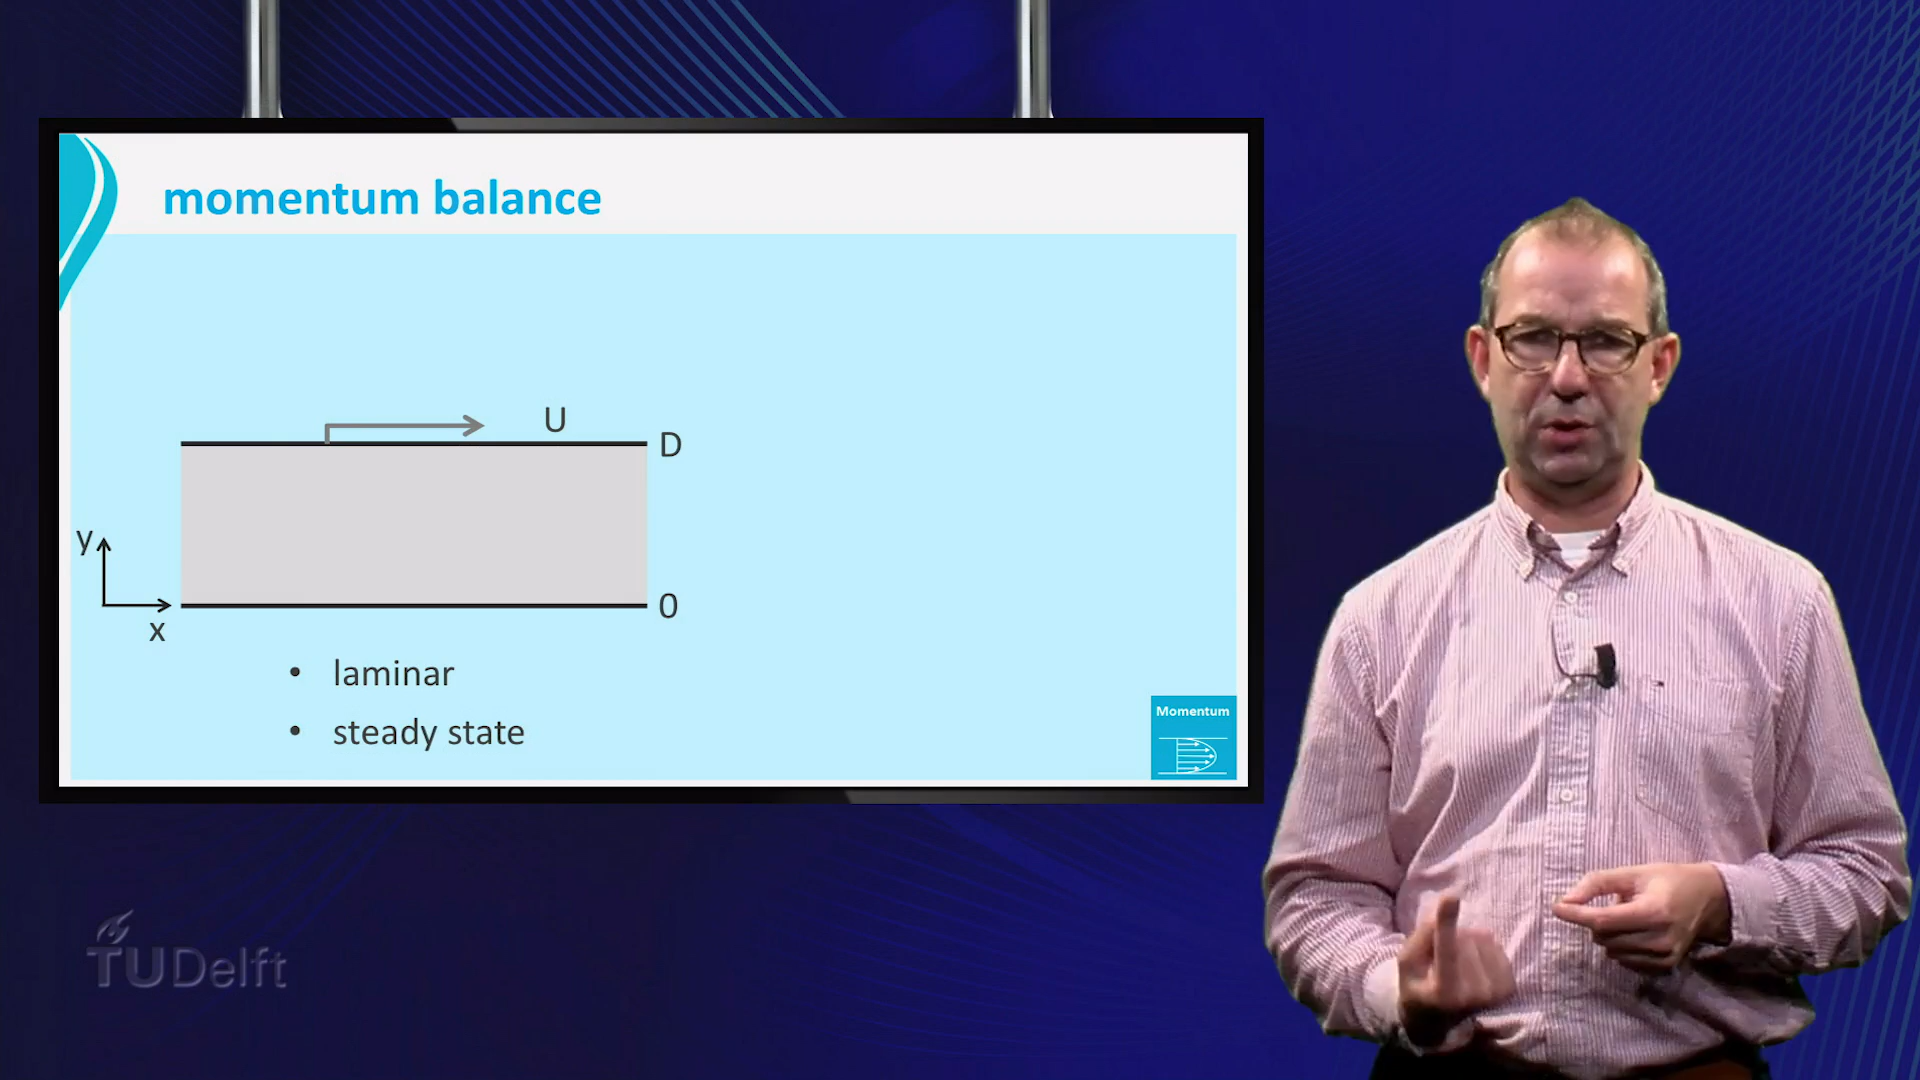 momentum balance
U
D
y
0
x
• laminar
• steady state
Momentum
TUDelft